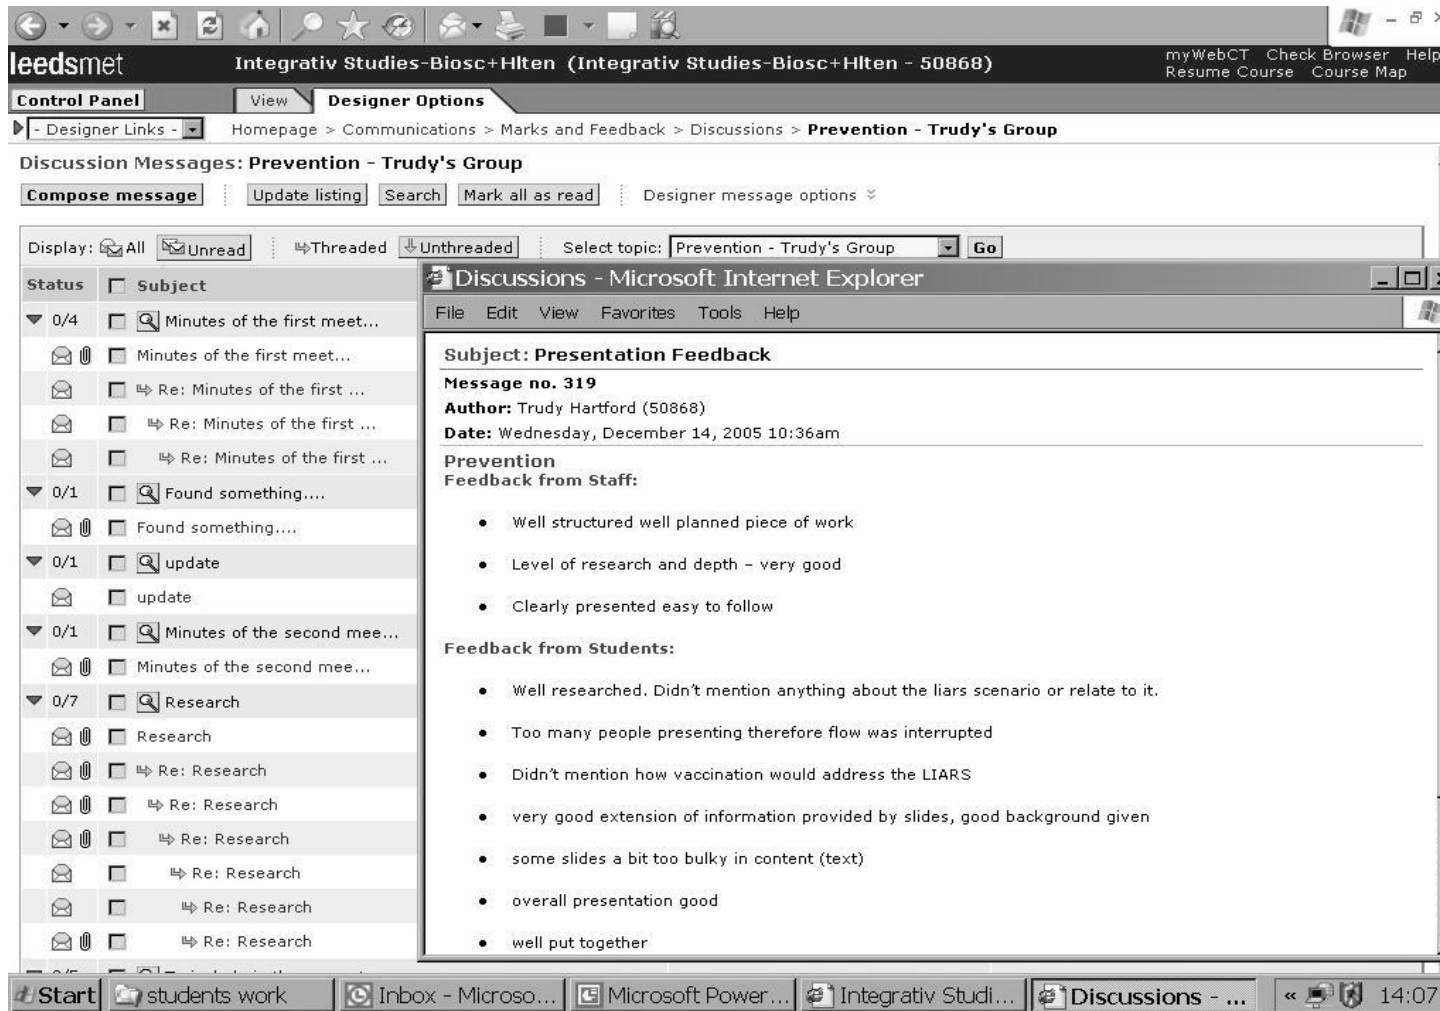 leedsmet Integrativ Studies-Biosc+Hlten (Integrativ Studies-Biosc+Hlten - 50868) myWebCT Check Browser Help
Resume Course Course Map
Control Panel View Designer Options
- Designer Links - Homepage > Communications > Marks and Feedback > Discussions > Prevention - Trudy's Group
Discussion Messages: Prevention - Trudy's Group
Compose message Update listing Search Mark all as read Designer message options
Display: All Unread Threaded Unthreaded Select topic: Prevention - Trudy's Group Go
Status Subject
0/4 Minutes of the first meet...
Minutes of the first meet...
Re: Minutes of the first ...
Re: Minutes of the first ...
Re: Minutes of the first ...
0/1 Found something....
Found something....
0/1 update
update
0/1 Minutes of the second mee...
Minutes of the second mee...
0/7 Research
Research
Re: Research
Re: Research
Re: Research
Re: Research
Re: Research
Re: Research
Discussions - Microsoft Internet Explorer
File Edit View Favorites Tools Help
Subject: Presentation Feedback
Message no. 319
Author: Trudy Hartford (50868)
Date: Wednesday, December 14, 2005 10:36am
Prevention
Feedback from Staff:
• Well structured well planned piece of work
• Level of research and depth – very good
• Clearly presented easy to follow
Feedback from Students:
• Well researched. Didn't mention anything about the liars scenario or relate to it.
• Too many people presenting therefore flow was interrupted
• Didn't mention how vaccination would address the LIARS
• very good extension of information provided by slides, good background given
• some slides a bit too bulky in content (text)
• overall presentation good
• well put together
Start students work Inbox - Microso... Microsoft Power... Integrativ Studi... Discussions - ... « 14:07